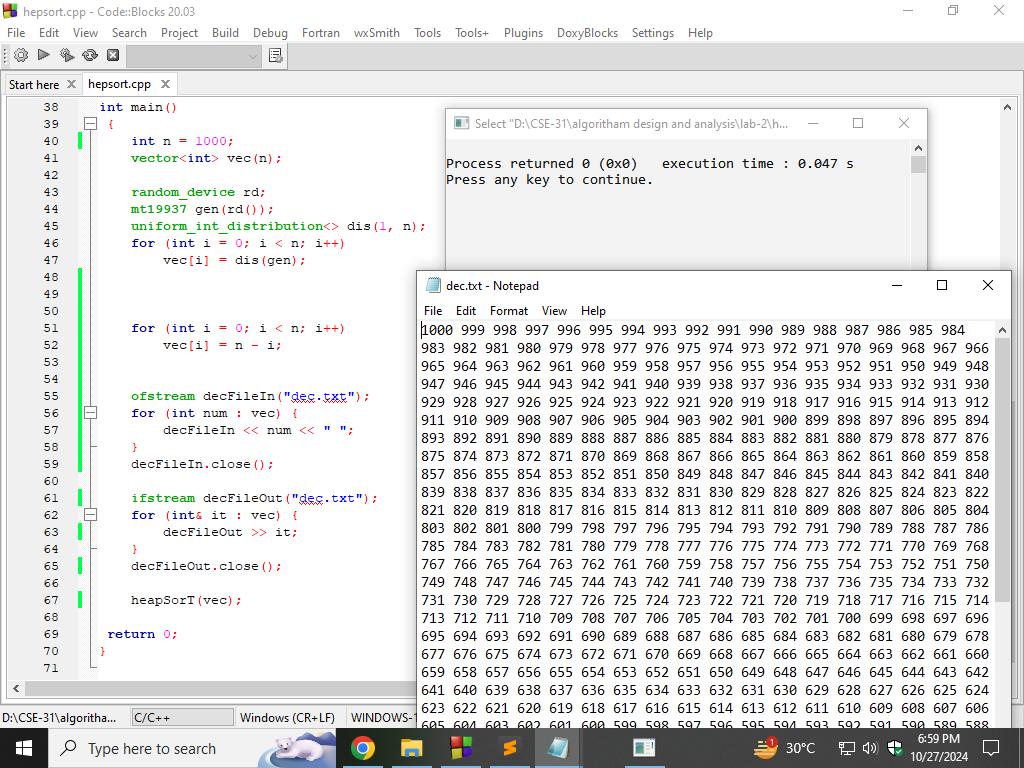 hepsort.cpp - Code::Blocks 20.03
File Edit View Search Project Build Debug Fortran wxSmith Tools Tools+ Plugins DoxyBlocks Settings Help
Start here hepsort.cpp
38 int main()
39 {
40 int n = 1000;
41 vector<int> vec(n);
42
43 random_device rd;
44 mt19937 gen(rd());
45 uniform_int_distribution<> dis(1, n);
46 for (int i = 0; i < n; i++)
47 vec[i] = dis(gen);
48
49
50
51 for (int i = 0; i < n; i++)
52 vec[i] = n - i;
53
54
55 ofstream decFileIn("dec.txt");
56 for (int num : vec) {
57 decFileIn << num << " ";
58 }
59 decFileIn.close();
60
61 ifstream decFileOut("dec.txt");
62 for (int& it : vec) {
63 decFileOut >> it;
64 }
65 decFileOut.close();
66
67 heapSorT(vec);
68
69 return 0;
70 }
71
Select "D:\CSE-31\algoritham design and analysis\lab-2\h...
Process returned 0 (0x0) execution time : 0.047 s
Press any key to continue.
dec.txt - Notepad
File Edit Format View Help
1000 999 998 997 996 995 994 993 992 991 990 989 988 987 986 985 984
983 982 981 980 979 978 977 976 975 974 973 972 971 970 969 968 967 966
965 964 963 962 961 960 959 958 957 956 955 954 953 952 951 950 949 948
947 946 945 944 943 942 941 940 939 938 937 936 935 934 933 932 931 930
929 928 927 926 925 924 923 922 921 920 919 918 917 916 915 914 913 912
911 910 909 908 907 906 905 904 903 902 901 900 899 898 897 896 895 894
893 892 891 890 889 888 887 886 885 884 883 882 881 880 879 878 877 876
875 874 873 872 871 870 869 868 867 866 865 864 863 862 861 860 859 858
857 856 855 854 853 852 851 850 849 848 847 846 845 844 843 842 841 840
839 838 837 836 835 834 833 832 831 830 829 828 827 826 825 824 823 822
821 820 819 818 817 816 815 814 813 812 811 810 809 808 807 806 805 804
803 802 801 800 799 798 797 796 795 794 793 792 791 790 789 788 787 786
785 784 783 782 781 780 779 778 777 776 775 774 773 772 771 770 769 768
767 766 765 764 763 762 761 760 759 758 757 756 755 754 753 752 751 750
749 748 747 746 745 744 743 742 741 740 739 738 737 736 735 734 733 732
731 730 729 728 727 726 725 724 723 722 721 720 719 718 717 716 715 714
713 712 711 710 709 708 707 706 705 704 703 702 701 700 699 698 697 696
695 694 693 692 691 690 689 688 687 686 685 684 683 682 681 680 679 678
677 676 675 674 673 672 671 670 669 668 667 666 665 664 663 662 661 660
659 658 657 656 655 654 653 652 651 650 649 648 647 646 645 644 643 642
641 640 639 638 637 636 635 634 633 632 631 630 629 628 627 626 625 624
623 622 621 620 619 618 617 616 615 614 613 612 611 610 609 608 607 606
605 604 603 602 601 600 599 598 597 596 595 594 593 592 591 590 589 588
D:\CSE-31\algoritha... C/C++ Windows (CR+LF) WINDOWS-1
Type here to search
1 30°C
6:59 PM
10/27/2024